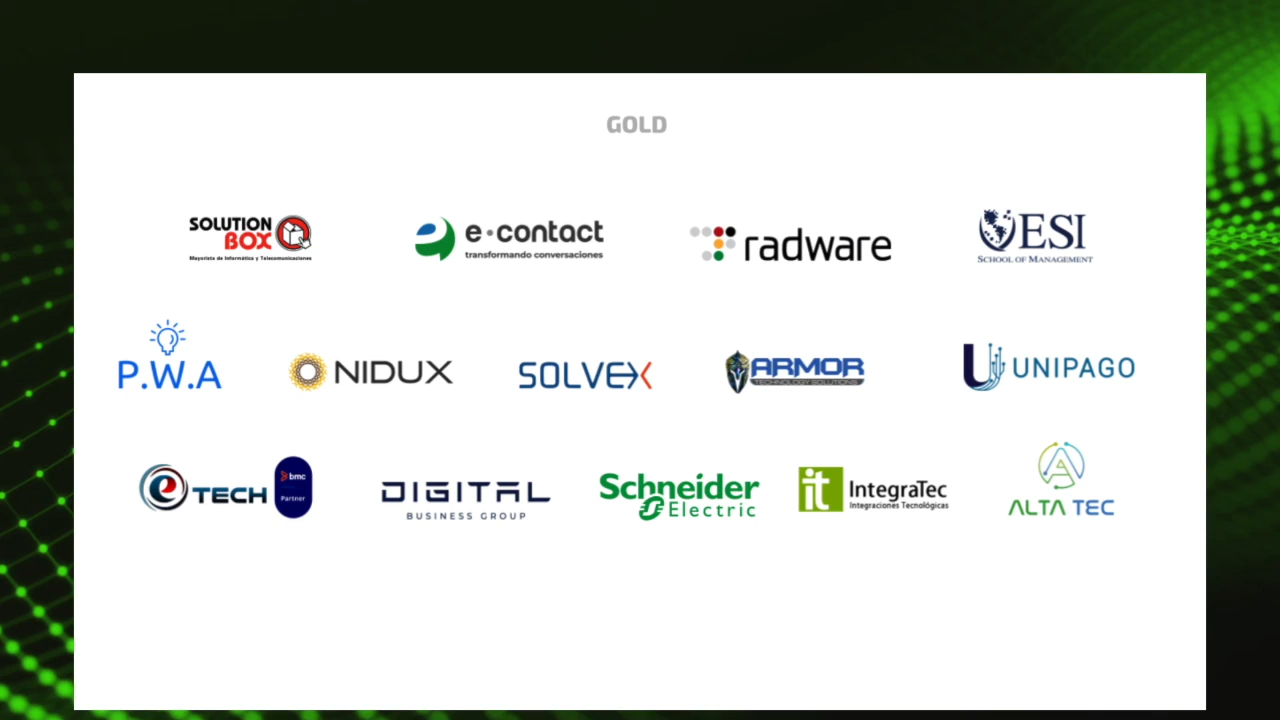 GOLD
SOLUTION
BOX
Mayorista de Informática y Telecomunicaciones
e·contact
transformando conversaciones
radware
ESI
SCHOOL OF MANAGEMENT
P.W.A
NIDUX
SOLVEX
ARMOR
TECHNOLOGY SOLUTIONS
UNIPAGO
e TECH
bmc
Partner
DIGITAL
BUSINESS GROUP
Schneider
Electric
it
IntegraTec
Integraciones Tecnológicas
ALTA TEC